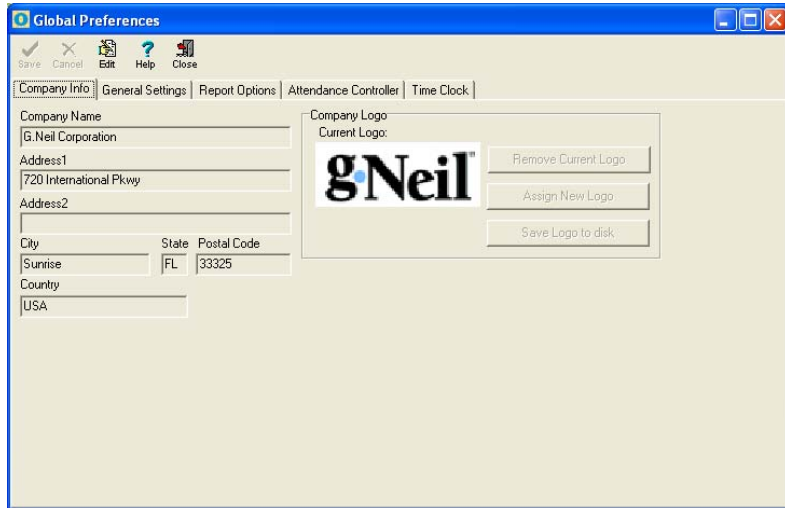 Global Preferences
Save Cancel Edit Help Close
Company Info General Settings Report Options Attendance Controller Time Clock
Company Name
G.Neil Corporation
Address1
720 International Pkwy
Address2
City State Postal Code
Sunrise FL 33325
Country
USA
Company Logo
Current Logo:
g•Neil
Remove Current Logo
Assign New Logo
Save Logo to disk